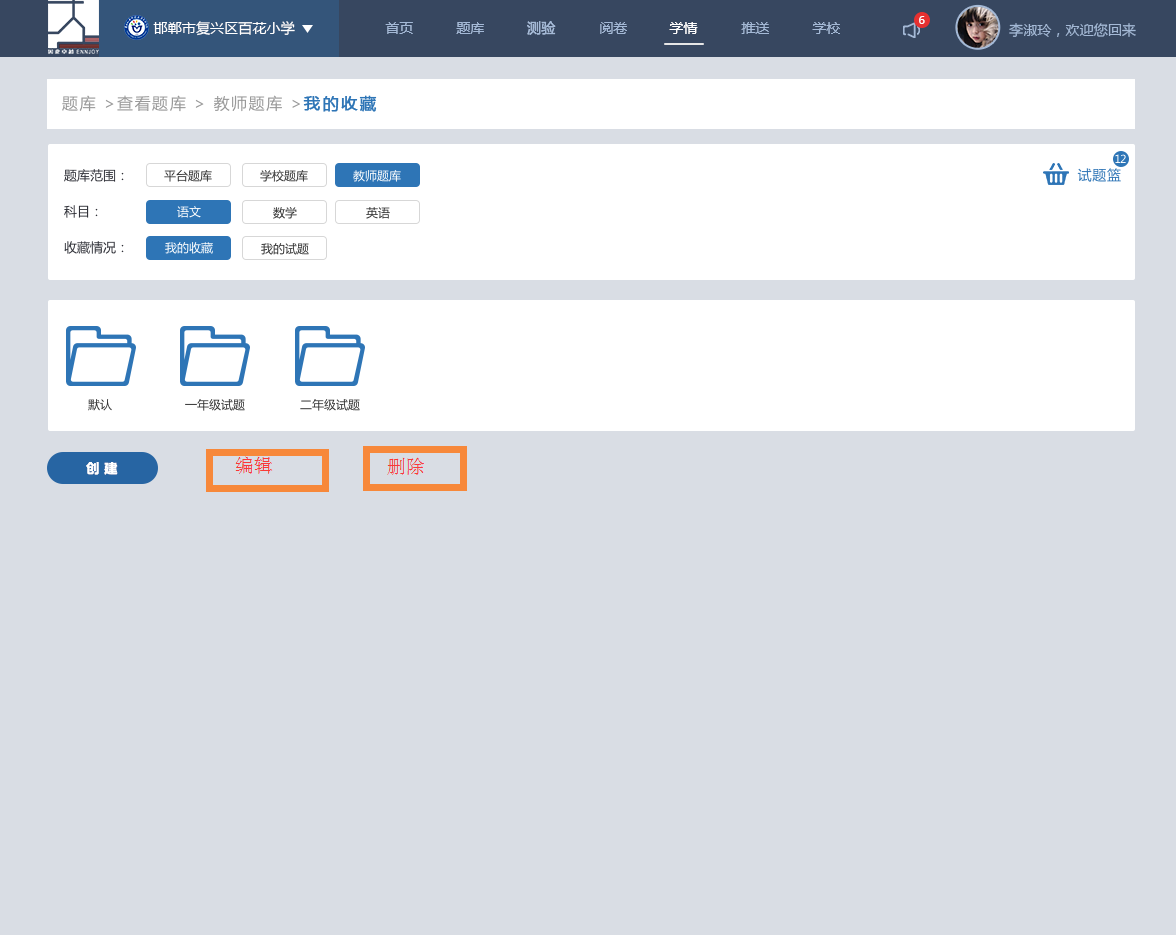 邯郸市复兴区百花小学 首页 题库 测验 阅卷 学情 推送 学校 6 李淑玲，欢迎您回来
题库 >查看题库 > 教师题库 >我的收藏
题库范围： 平台题库 学校题库 教师题库 试题篮 12
科目： 语文 数学 英语
收藏情况： 我的收藏 我的试题
默认 一年级试题 二年级试题
创建 编辑 删除